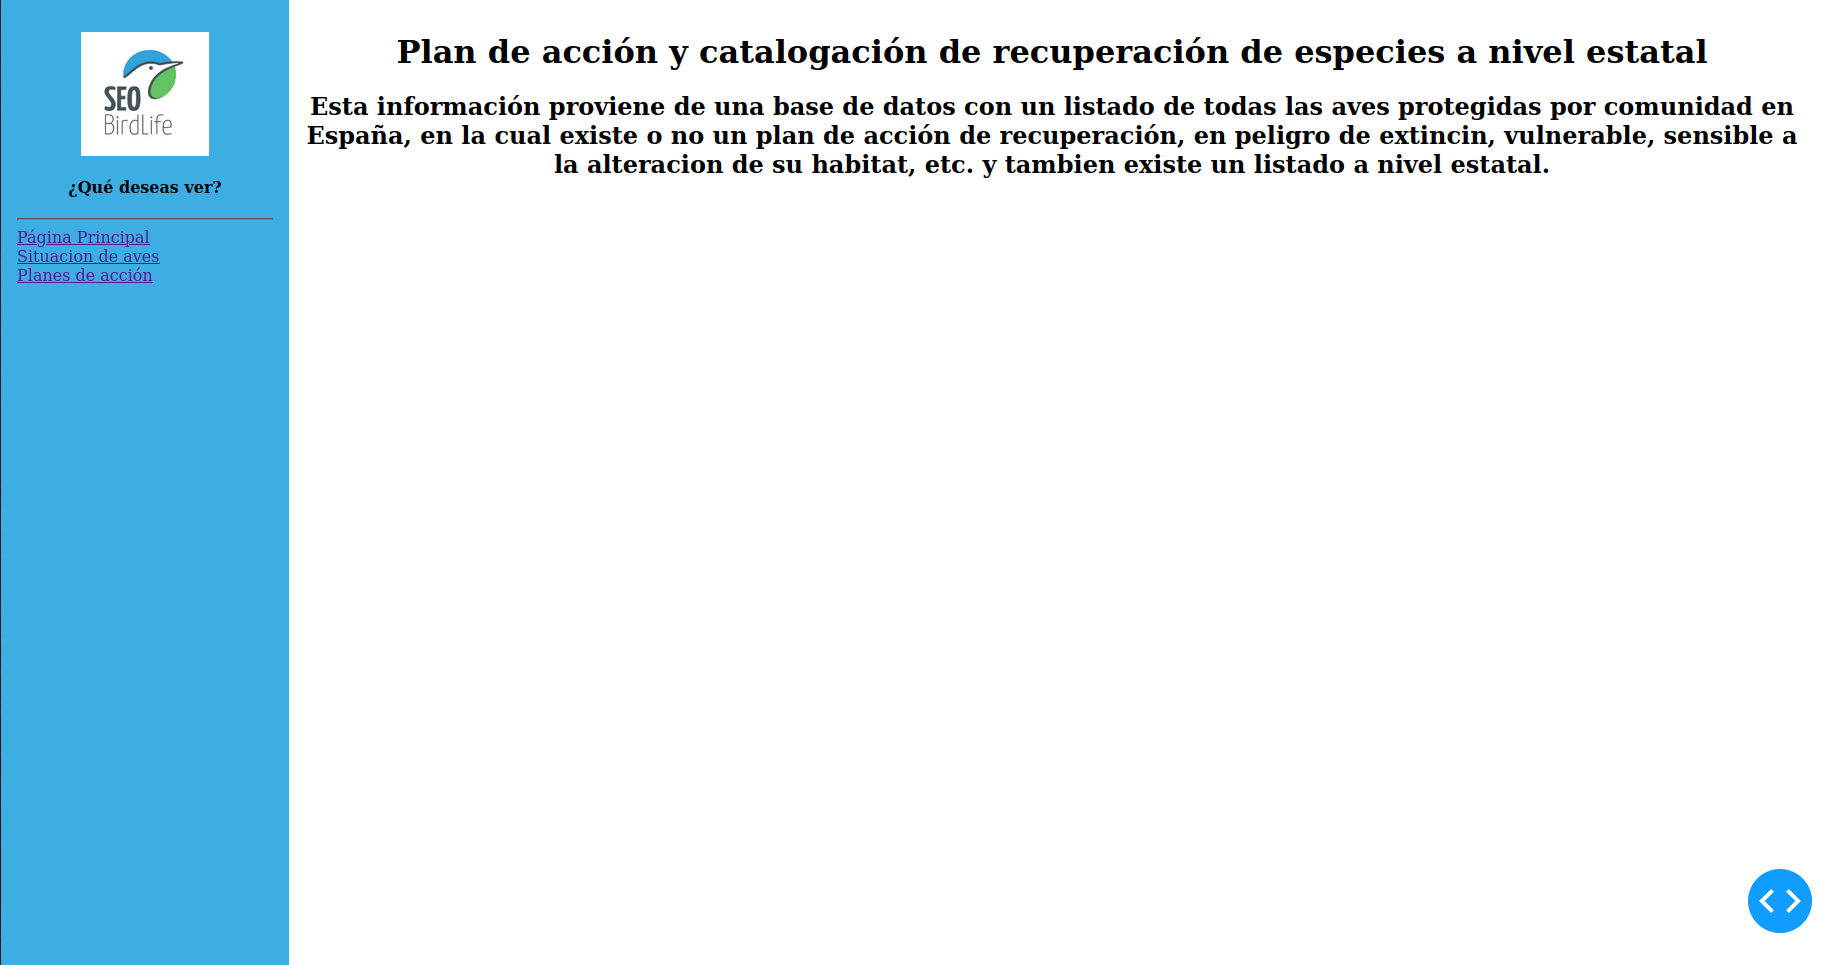 SEO
BirdLife
¿Qué deseas ver?
Página Principal
Situacion de aves
Planes de acción
Plan de acción y catalogación de recuperación de especies a nivel estatal
Esta información proviene de una base de datos con un listado de todas las aves protegidas por comunidad en
España, en la cual existe o no un plan de acción de recuperación, en peligro de extincin, vulnerable, sensible a
la alteracion de su habitat, etc. y tambien existe un listado a nivel estatal.